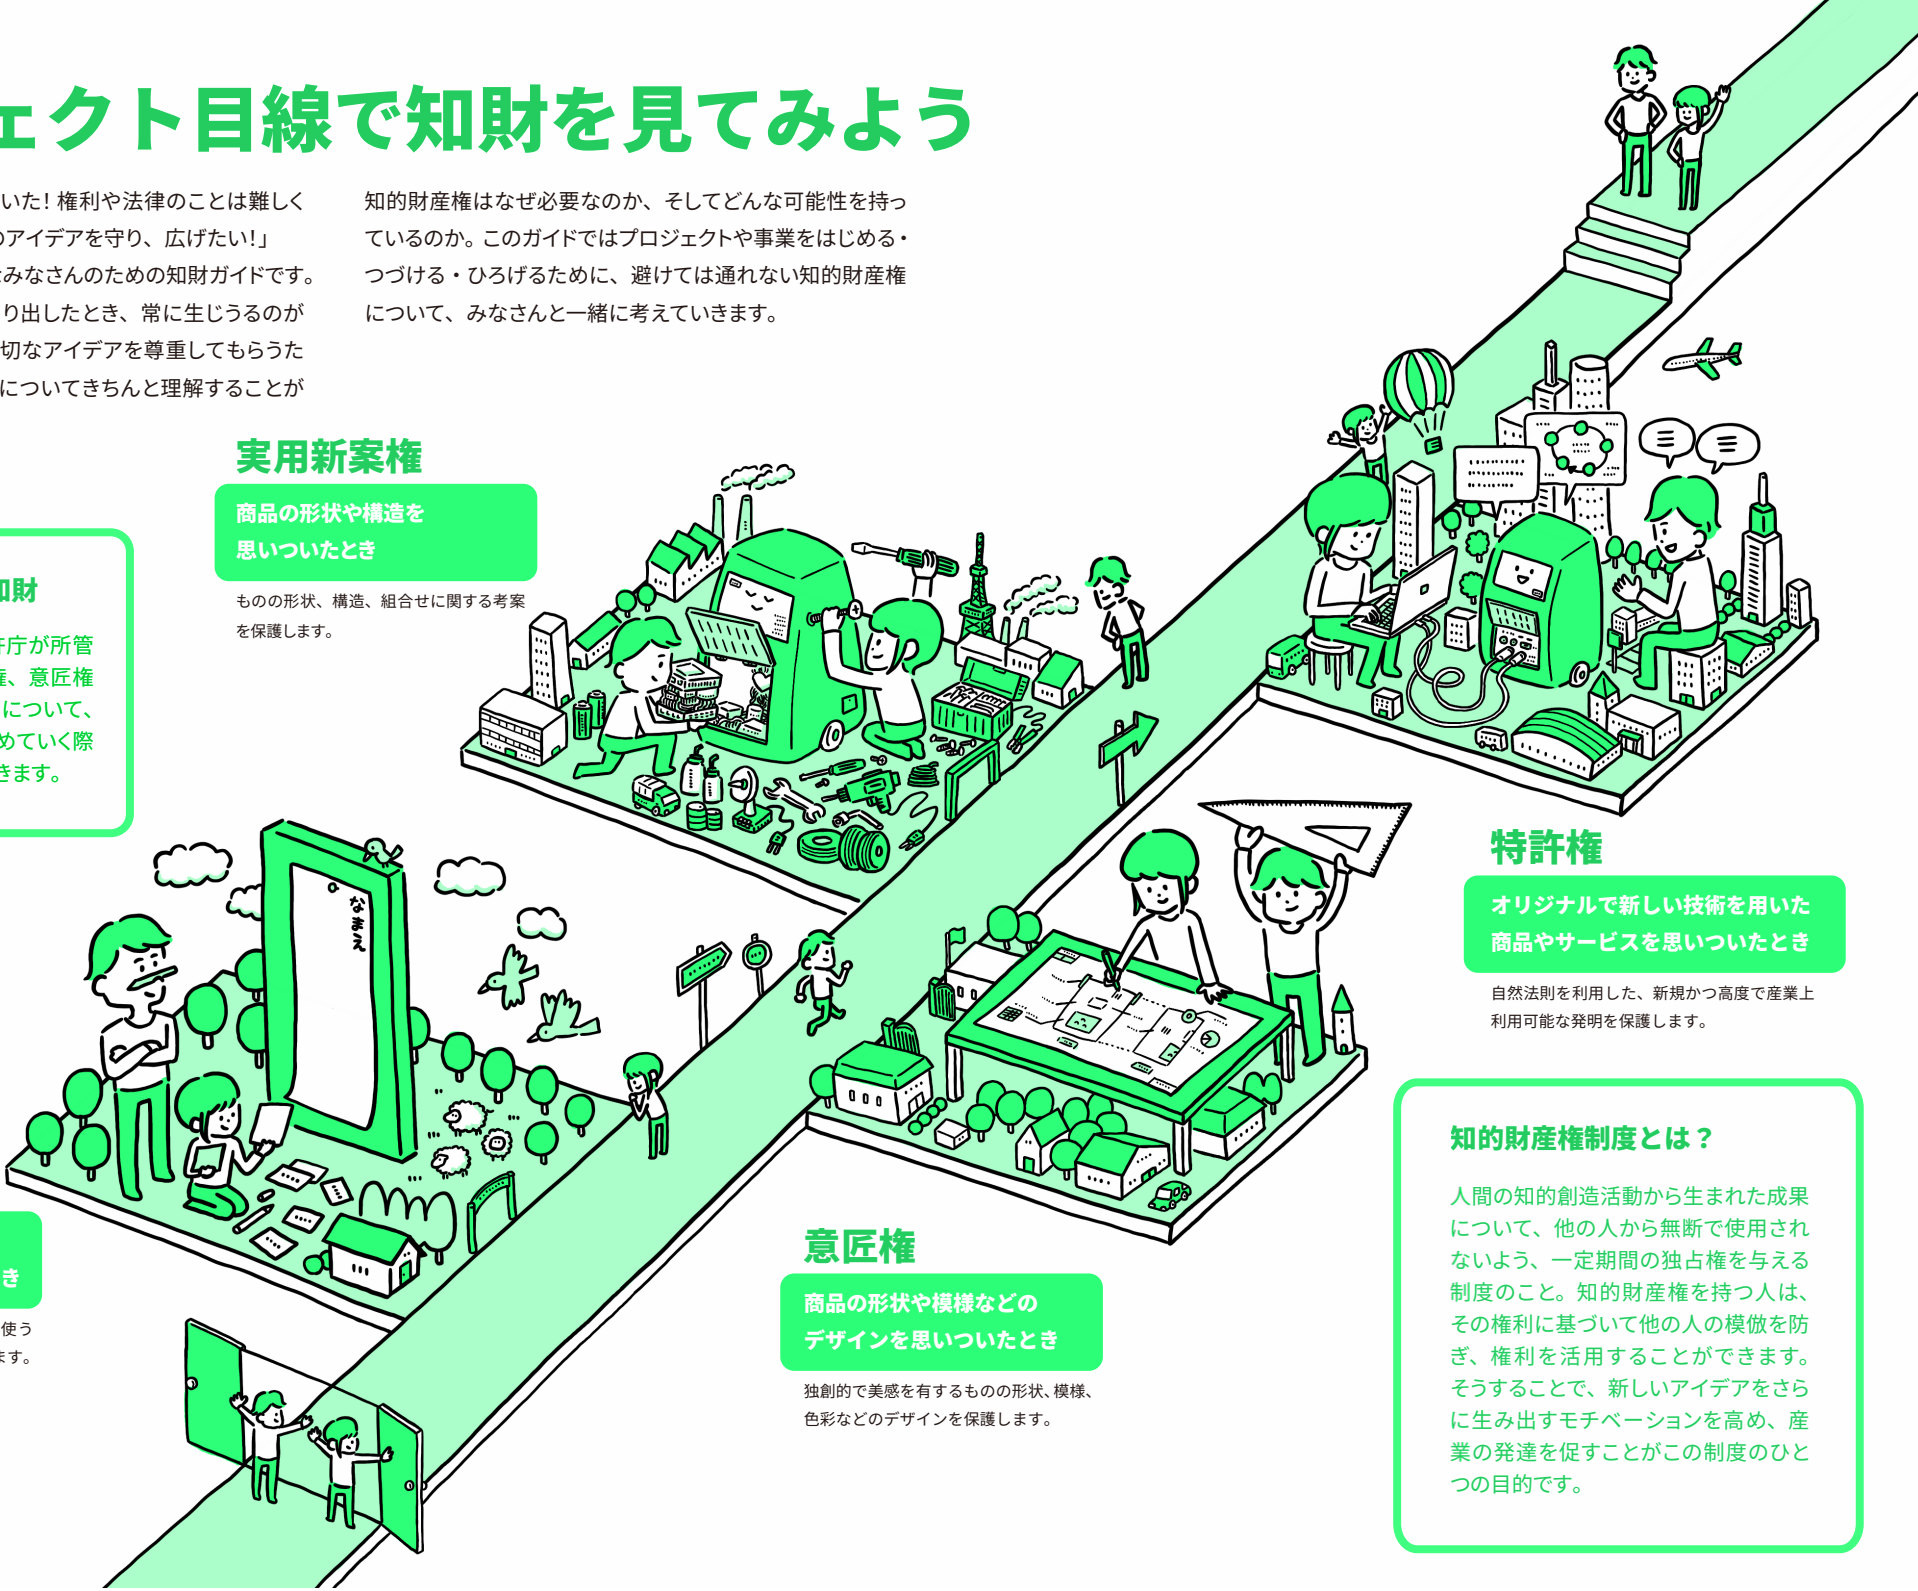 ェクト目線で知財を見てみよう
いた！権利や法律のことは難しく
のアイデアを守り、広げたい！」
なみなさんのための知財ガイドです。
り出したとき、常に生じうるのが
切なアイデアを尊重してもらうた
についてきちんと理解することが
知的財産権はなぜ必要なのか、そしてどんな可能性を持っ
ているのか。このガイドではプロジェクトや事業をはじめる・
つづける・ひろげるために、避けては通れない知的財産権
について、みなさんと一緒に考えていきます。
実用新案権
商品の形状や構造を
思いついたとき
ものの形状、構造、組合せに関する考案
を保護します。
知財
許庁が所管
権、意匠権
について、
めていく際
きます。
なまえ
き
使う
ます。
特許権
オリジナルで新しい技術を用いた
商品やサービスを思いついたとき
自然法則を利用した、新規かつ高度で産業上
利用可能な発明を保護します。
意匠権
商品の形状や模様などの
デザインを思いついたとき
独創的で美感を有するものの形状、模様、
色彩などのデザインを保護します。
知的財産権制度とは？
人間の知的創造活動から生まれた成果
について、他の人から無断で使用され
ないよう、一定期間の独占権を与える
制度のこと。知的財産権を持つ人は、
その権利に基づいて他の人の模倣を防
ぎ、権利を活用することができます。
そうすることで、新しいアイデアをさら
に生み出すモチベーションを高め、産
業の発達を促すことがこの制度のひと
つの目的です。